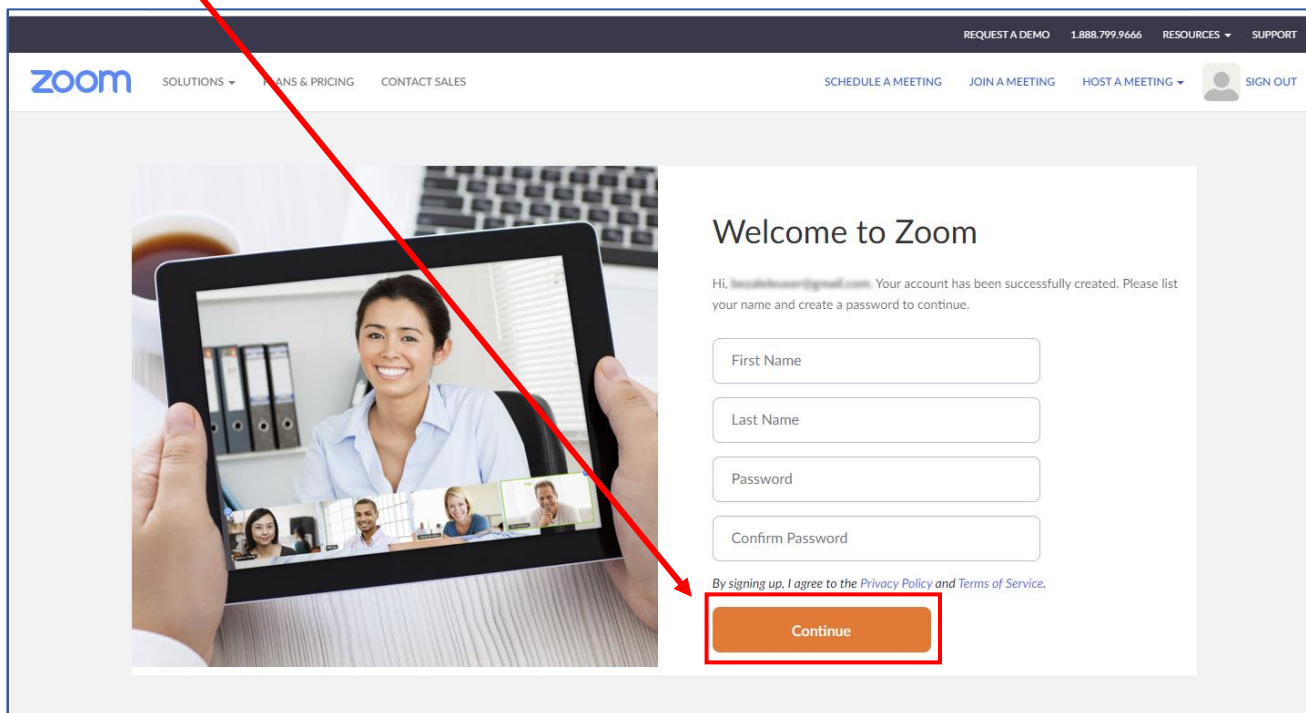 REQUEST A DEMO 1.888.799.9666 RESOURCES SUPPORT
zoom SOLUTIONS PLANS & PRICING CONTACT SALES SCHEDULE A MEETING JOIN A MEETING HOST A MEETING SIGN OUT
Welcome to Zoom
Hi, Your account has been successfully created. Please list
your name and create a password to continue.
First Name
Last Name
Password
Confirm Password
By signing up, I agree to the Privacy Policy and Terms of Service.
Continue